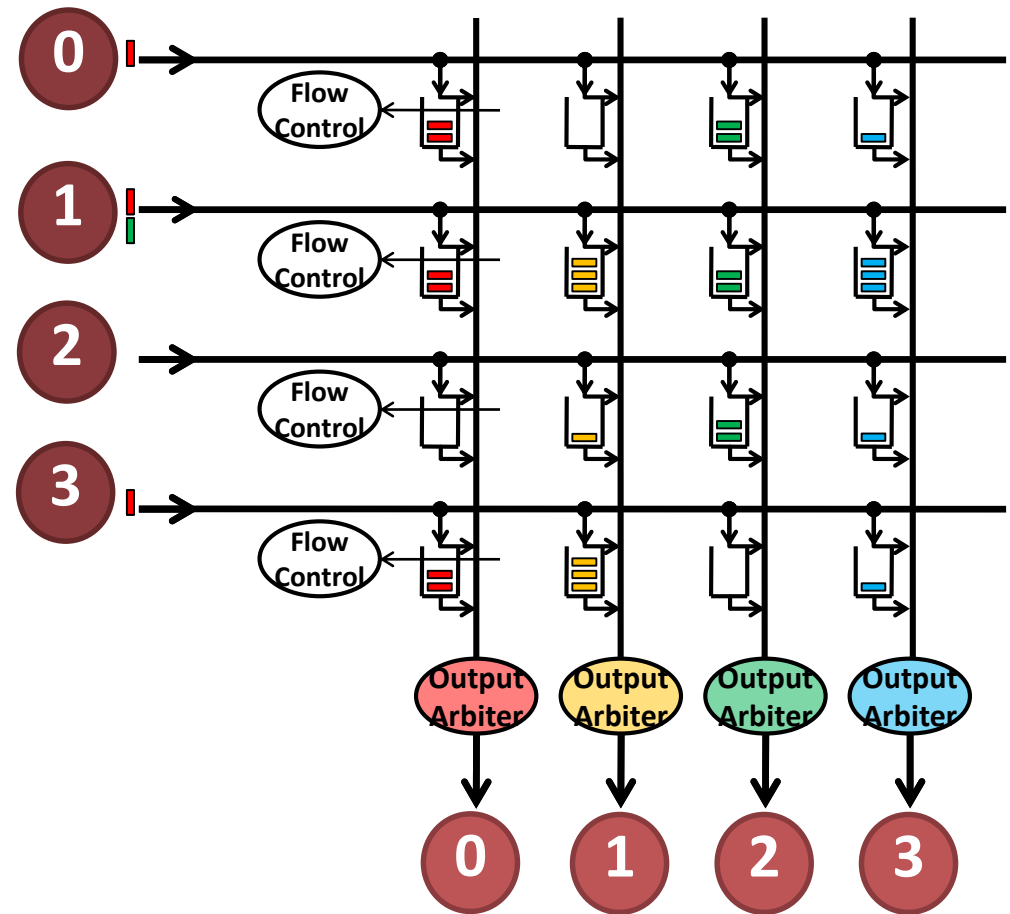 0
Flow
Control
1
Flow
Control
2
Flow
Control
3
Flow
Control
Output
Arbiter
Output
Arbiter
Output
Arbiter
Output
Arbiter
0
1
2
3